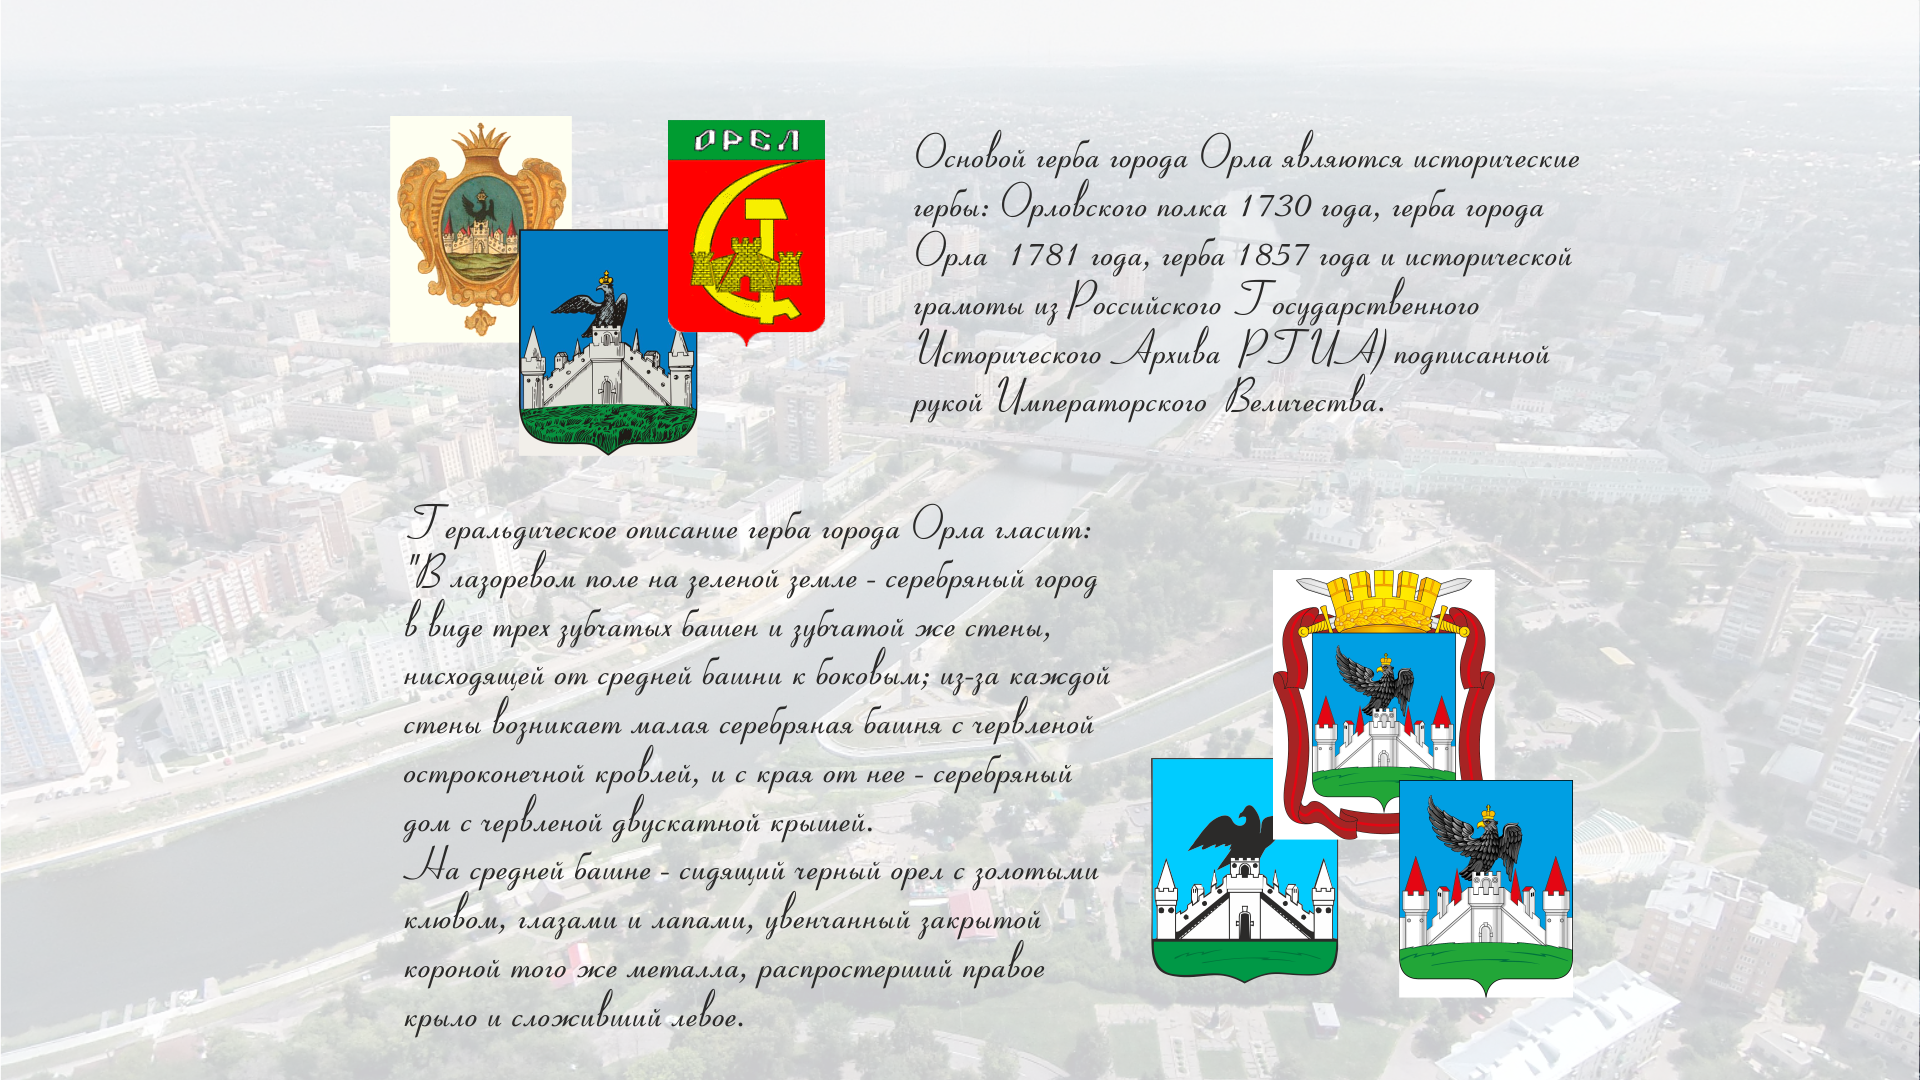 ОРЕЛ
Основой герба города Орла являются исторические
гербы: Орловского полка 1730 года, герба города
Орла 1781 года, герба 1857 года и исторической
грамоты из Российского Государственного
Исторического Архива РГИА) подписанной
рукой Императорского Величества.
Геральдическое описание герба города Орла гласит:
"В лазоревом поле на зеленой земле - серебряный город
в виде трех зубчатых башен и зубчатой же стены,
нисходящей от средней башни к боковым; из-за каждой
стены возникает малая серебряная башня с червленой
остроконечной кровлей, и с края от нее - серебряный
дом с червленой двускатной крышей.
На средней башне - сидящий черный орел с золотыми
клювом, глазами и лапами, увенчанный закрытой
короной того же металла, распростерший правое
крыло и сложивший левое.